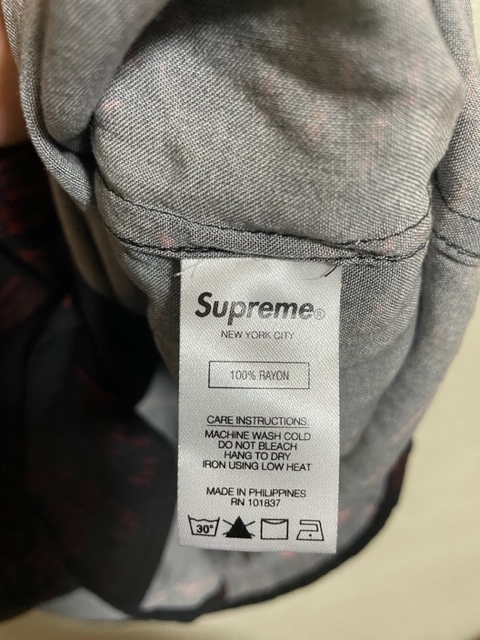 Supreme®
NEW YORK CITY
100% RAYON
CARE INSTRUCTIONS:
MACHINE WASH COLD
DO NOT BLEACH
HANG TO DRY
IRON USING LOW HEAT
MADE IN PHILIPPINES
RN 101837
30°